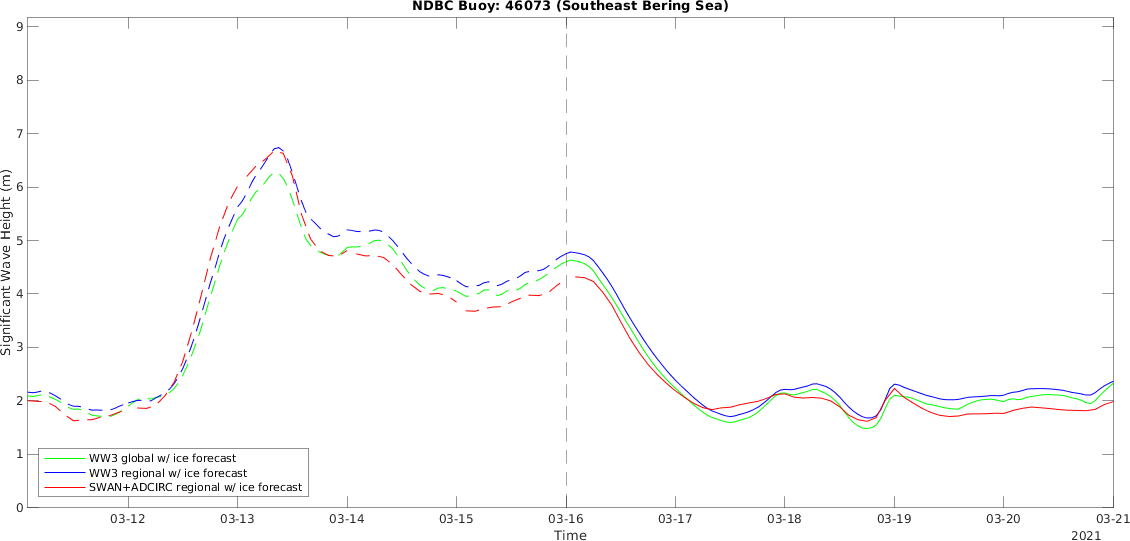 NDBC Buoy: 46073 (Southeast Bering Sea)
9
8
7
6
5
4
3
2
1
0
Significant Wave Height (m)
WW3 global w/ ice forecast
WW3 regional w/ ice forecast
SWAN+ADCIRC regional w/ ice forecast
03-12 03-13 03-14 03-15 03-16 03-17 03-18 03-19 03-20 03-21
Time
2021